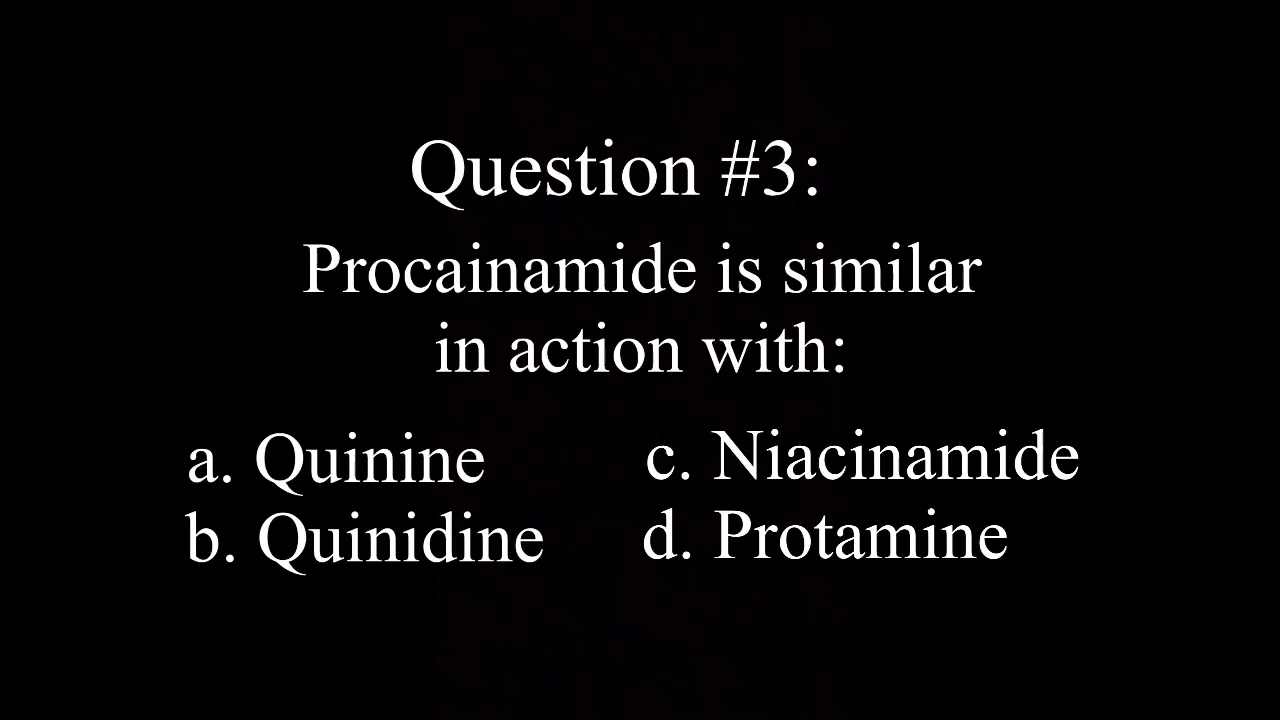 Question #3:
Procainamide is similar
in action with:
a. Quinine
b. Quinidine
c. Niacinamide
d. Protamine